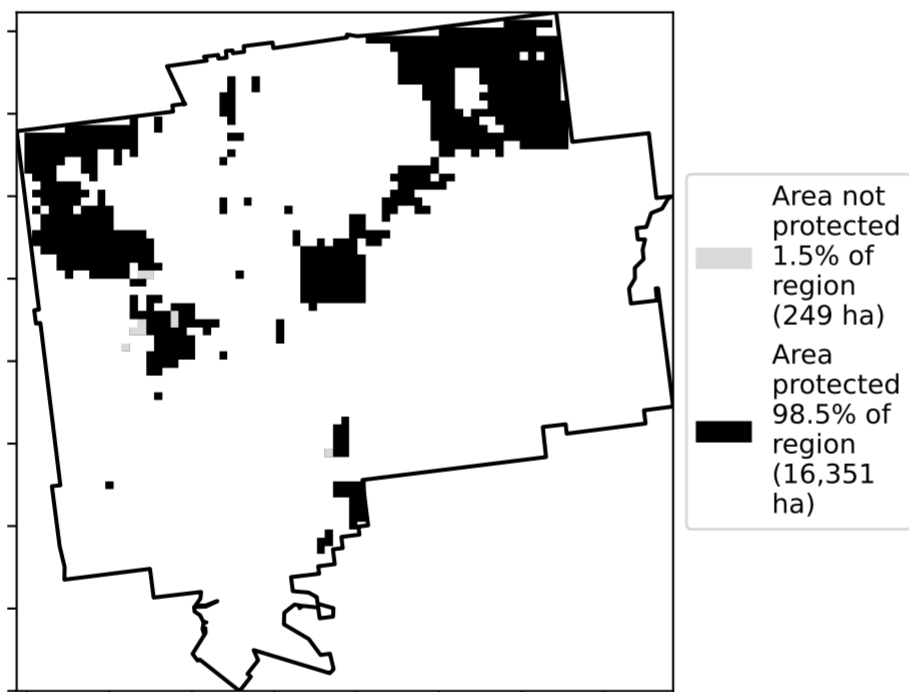 Area not
protected
1.5% of
region
(249 ha)
Area
protected
98.5% of
region
(16,351
ha)